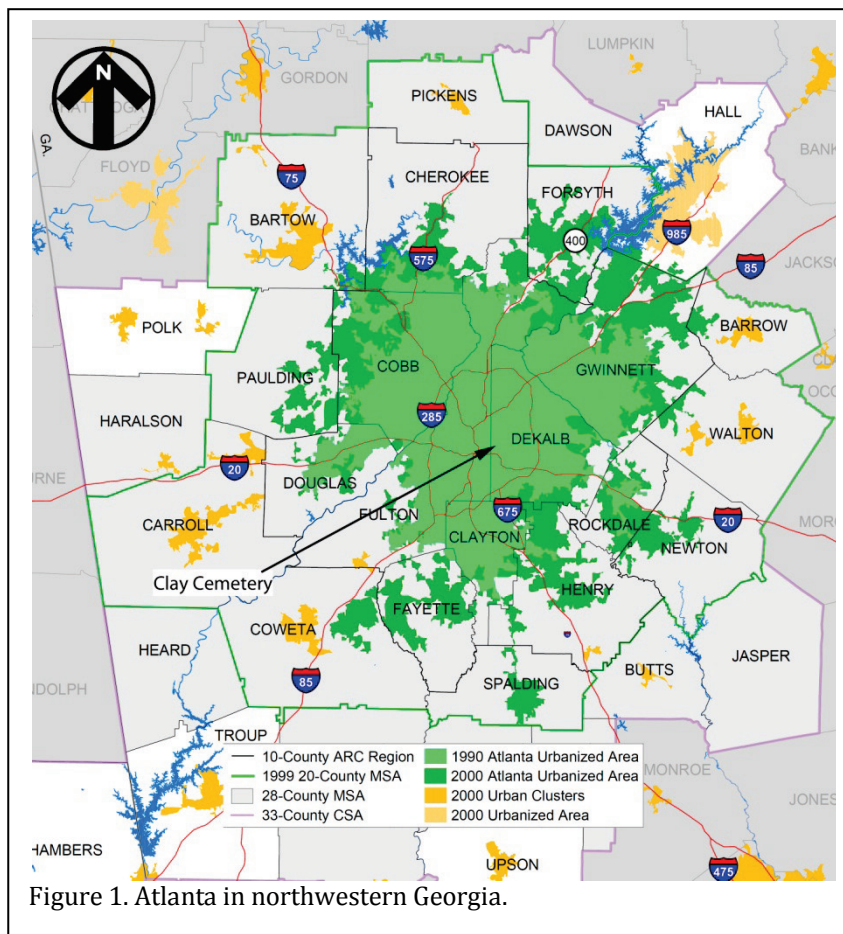 N
LUMPKIN
GORDON
PICKENS
HALL
DAWSON
GA.
BANK
FLOYD
75
CHEROKEE
FORSYTH
BARTOW
985
400
575
85
JACKS
POLK
BARROW
COBB
GWINNETT
PAULDING
OCC
HARALSON
285
WALTON
DEKALB
URNE
20
DOUGLAS
675
CARROLL
FULTON
ROCKDALE
20
MORG
CLAYTON
NEWTON
Clay Cemetery
HENRY
FAYETTE
HEARD
COWETA
JASPER
BUTTS
NDOLPH
85
SPALDING
TROUP
10-County ARC Region
1999 20-County MSA
28-County MSA
33-County CSA
1990 Atlanta Urbanized Area
2000 Atlanta Urbanized Area
2000 Urban Clusters
2000 Urbanized Area
MONROE
JONES
HAMBERS
UPSON
475
Figure 1. Atlanta in northwestern Georgia.